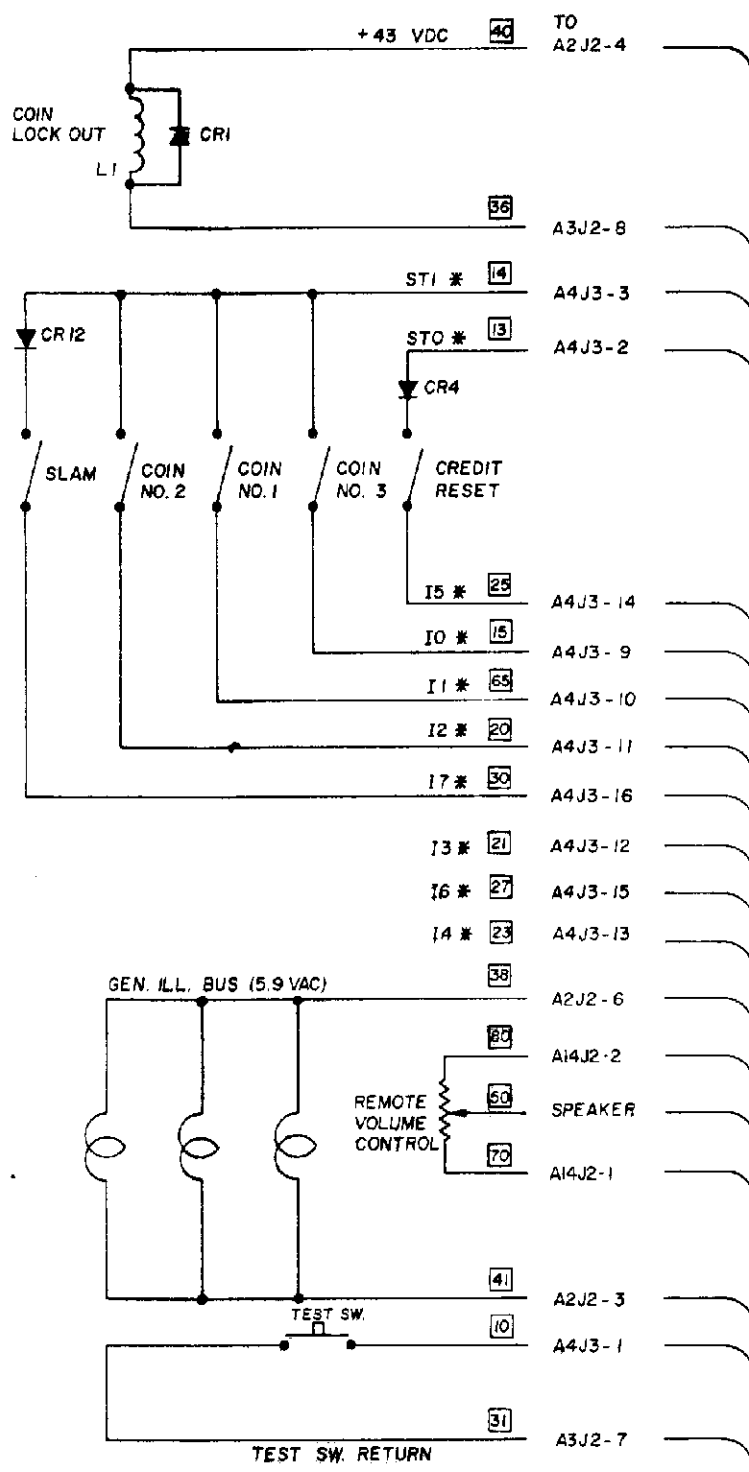 TO
+43 VDC 40 A2J2-4
COIN
LOCK OUT
CR1
L1
36 A3J2-8
ST1 * 14 A4J3-3
ST0 * 13 A4J3-2
CR12
CR4
SLAM
COIN
NO. 2
COIN
NO. 1
COIN
NO. 3
CREDIT
RESET
I5 * 25 A4J3-14
I0 * 15 A4J3-9
I1 * 65 A4J3-10
I2 * 20 A4J3-11
I7 * 30 A4J3-16
I3 * 21 A4J3-12
I6 * 27 A4J3-15
I4 * 23 A4J3-13
GEN. ILL. BUS (5.9 VAC) 38 A2J2-6
80 A14J2-2
REMOTE
VOLUME
CONTROL
50 SPEAKER
70 A14J2-1
41 A2J2-3
TEST SW.
10 A4J3-1
31 A3J2-7
TEST SW. RETURN